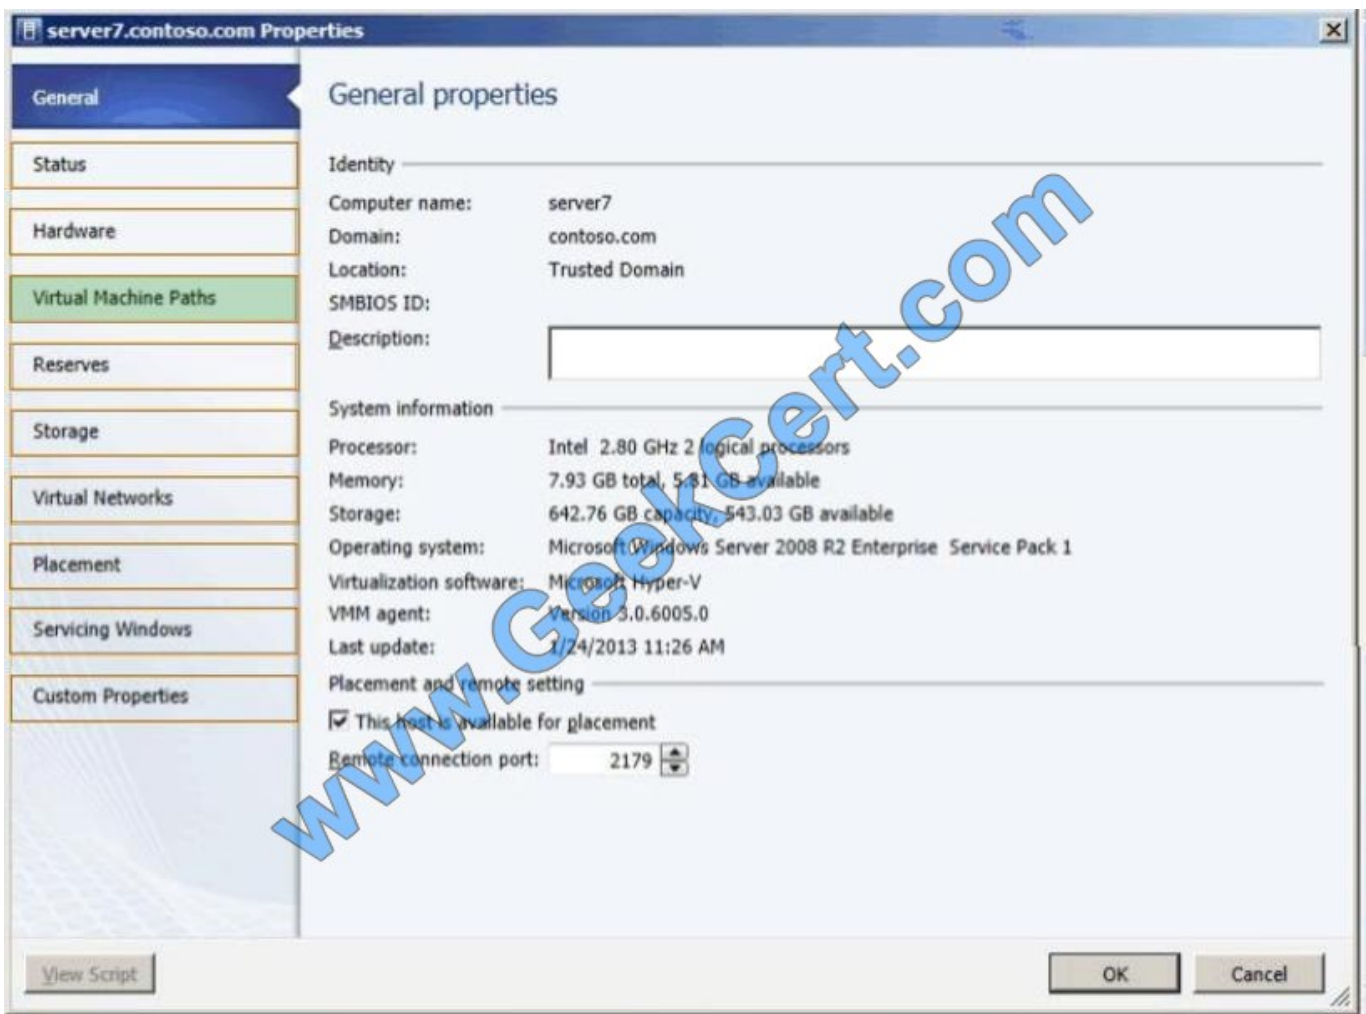 server7.contoso.com Properties
General
Status
Hardware
Virtual Machine Paths
Reserves
Storage
Virtual Networks
Placement
Servicing Windows
Custom Properties
General properties
Identity
Computer name: server7
Domain: contoso.com
Location: Trusted Domain
SMBIOS ID:
Description:
System information
Processor: Intel 2.80 GHz 2 logical processors
Memory: 7.93 GB total, 5.81 GB available
Storage: 642.76 GB capacity, 543.03 GB available
Operating system: Microsoft Windows Server 2008 R2 Enterprise Service Pack 1
Virtualization software: Microsoft Hyper-V
VMM agent: Version 3.0.6005.0
Last update: 1/24/2013 11:26 AM
Placement and remote setting
This host is available for placement
Remote connection port: 2179
www.GeekCert.com
View Script
OK
Cancel